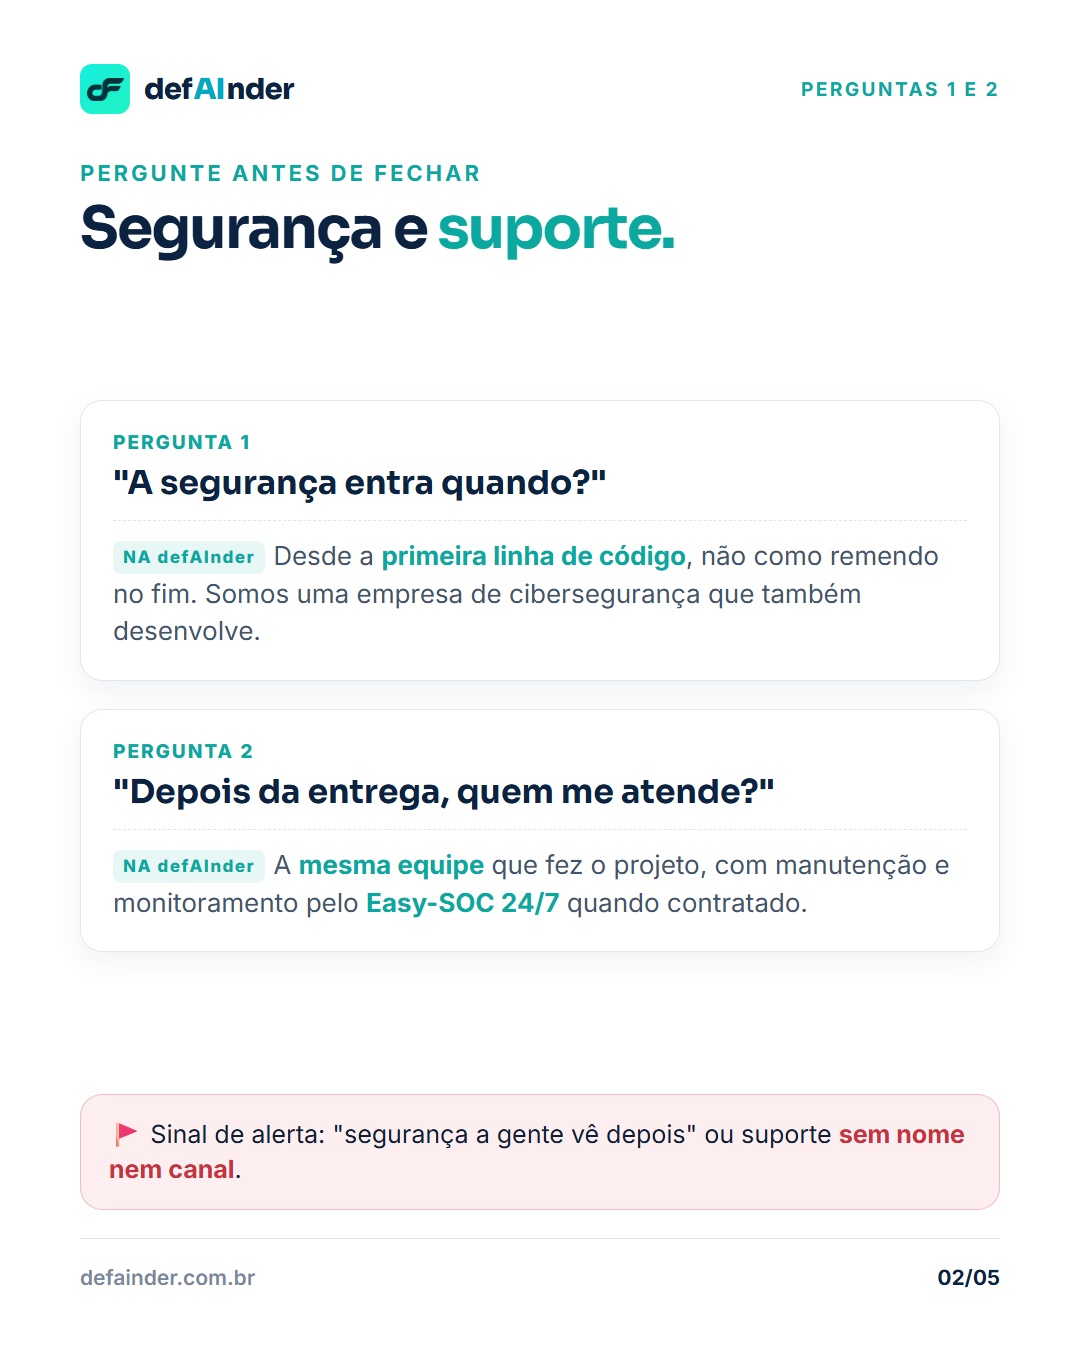 defAInder
PERGUNTAS 1 E 2
PERGUNTE ANTES DE FECHAR
Segurança e suporte.
PERGUNTA 1
"A segurança entra quando?"
NA defAInder Desde a primeira linha de código, não como remendo
no fim. Somos uma empresa de cibersegurança que também
desenvolve.
PERGUNTA 2
"Depois da entrega, quem me atende?"
NA defAInder A mesma equipe que fez o projeto, com manutenção e
monitoramento pelo Easy-SOC 24/7 quando contratado.
🚩 Sinal de alerta: "segurança a gente vê depois" ou suporte sem nome
nem canal.
defainder.com.br
02/05